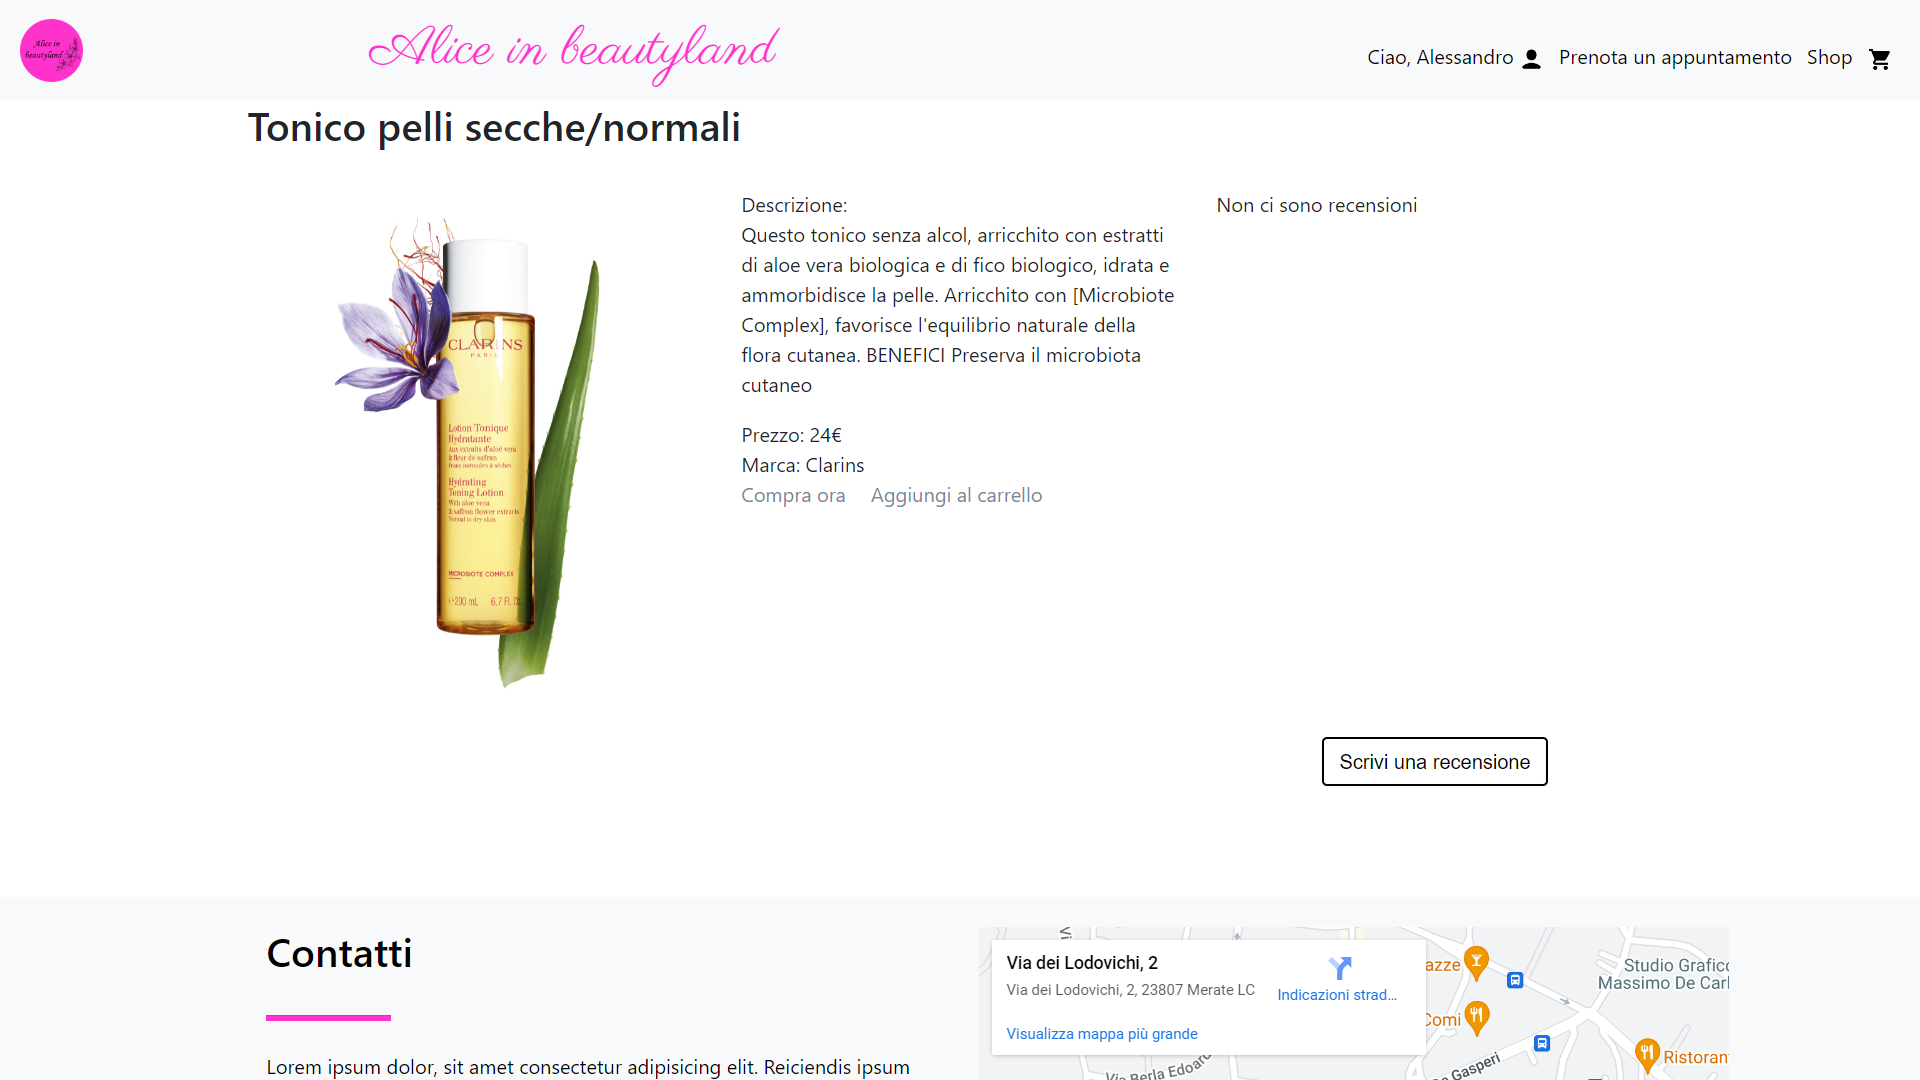 Alice in
beautyland
Alice in beautyland
Ciao, Alessandro
Prenota un appuntamento
Shop
Tonico pelli secche/normali
CLARINS
PARIS
Lotion Tonique
Hydratante
Aux extraits d'aloé vera
& fleur de safran
Peaux normales à sèches
Hydrating
Toning Lotion
With aloe vera
& saffron flower extracts
Normal to dry skin
MICROBIOTE COMPLEX
200 mL 6.7 Fl. Oz
Descrizione:
Questo tonico senza alcol, arricchito con estratti
di aloe vera biologica e di fico biologico, idrata e
ammorbidisce la pelle. Arricchito con [Microbiote
Complex], favorisce l'equilibrio naturale della
flora cutanea. BENEFICI Preserva il microbiota
cutaneo
Prezzo: 24€
Marca: Clarins
Compra ora
Aggiungi al carrello
Non ci sono recensioni
Scrivi una recensione
Contatti
Lorem ipsum dolor, sit amet consectetur adipisicing elit. Reiciendis ipsum
Via dei Lodovichi, 2
Via dei Lodovichi, 2, 23807 Merate LC
Indicazioni strad...
Visualizza mappa più grande
Vi
azze
Studio Grafico
Massimo De Carl
Comi
De Gasperi
Ristoran
Via Berla Edoardo